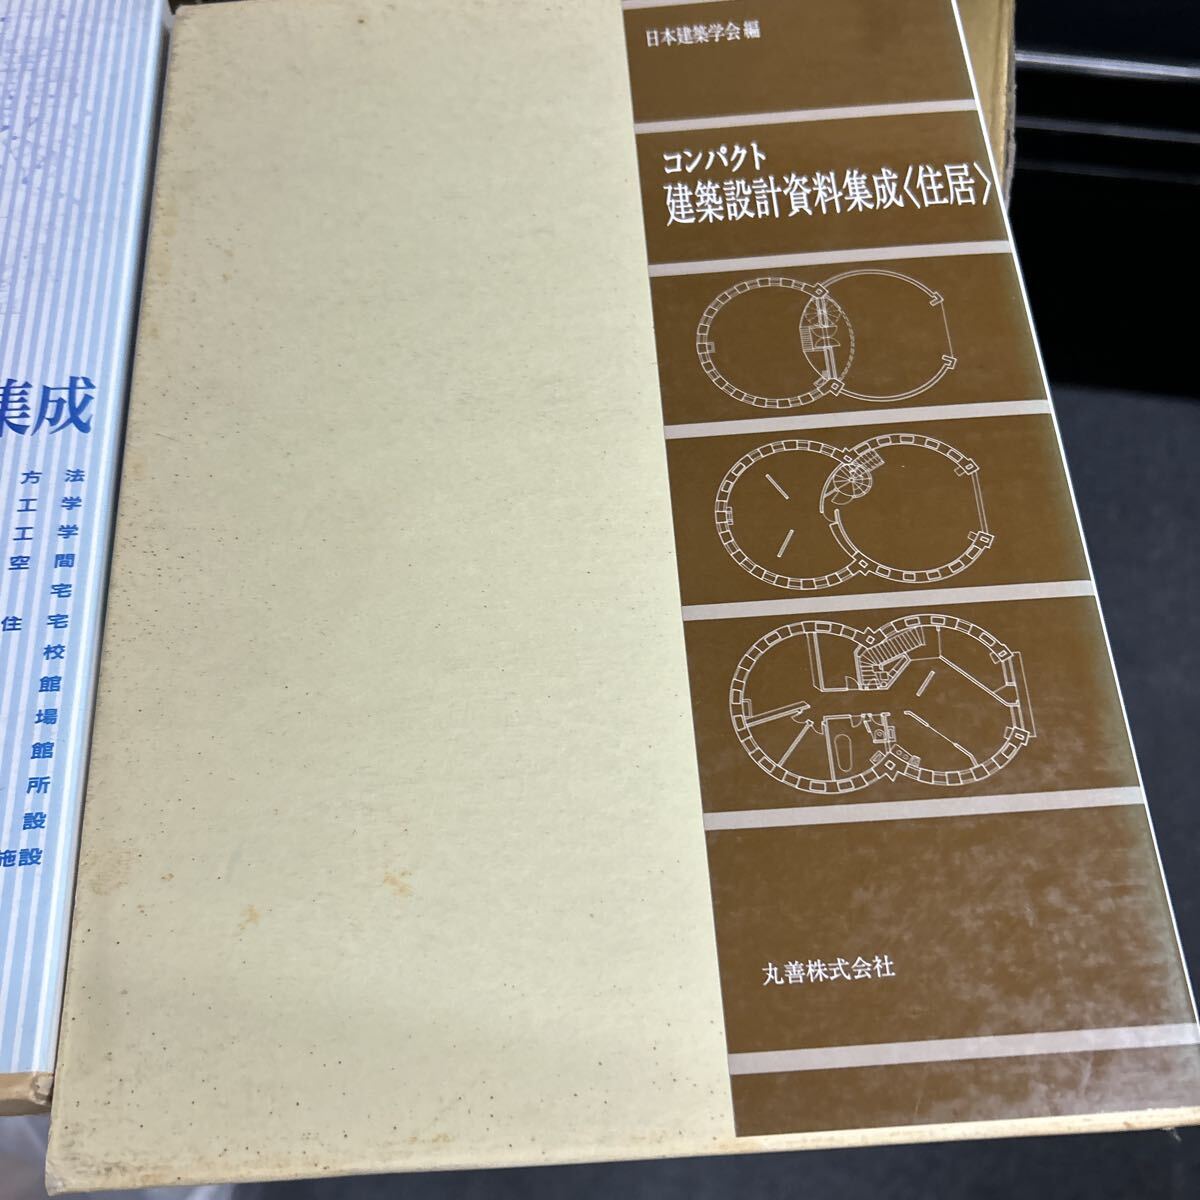 日本建築学会 編
コンパクト
建築設計資料集成〈住居〉
丸善株式会社
集成
方法
工学
工学
空間
宅
住宅
校
館
場
館
所
設
施設